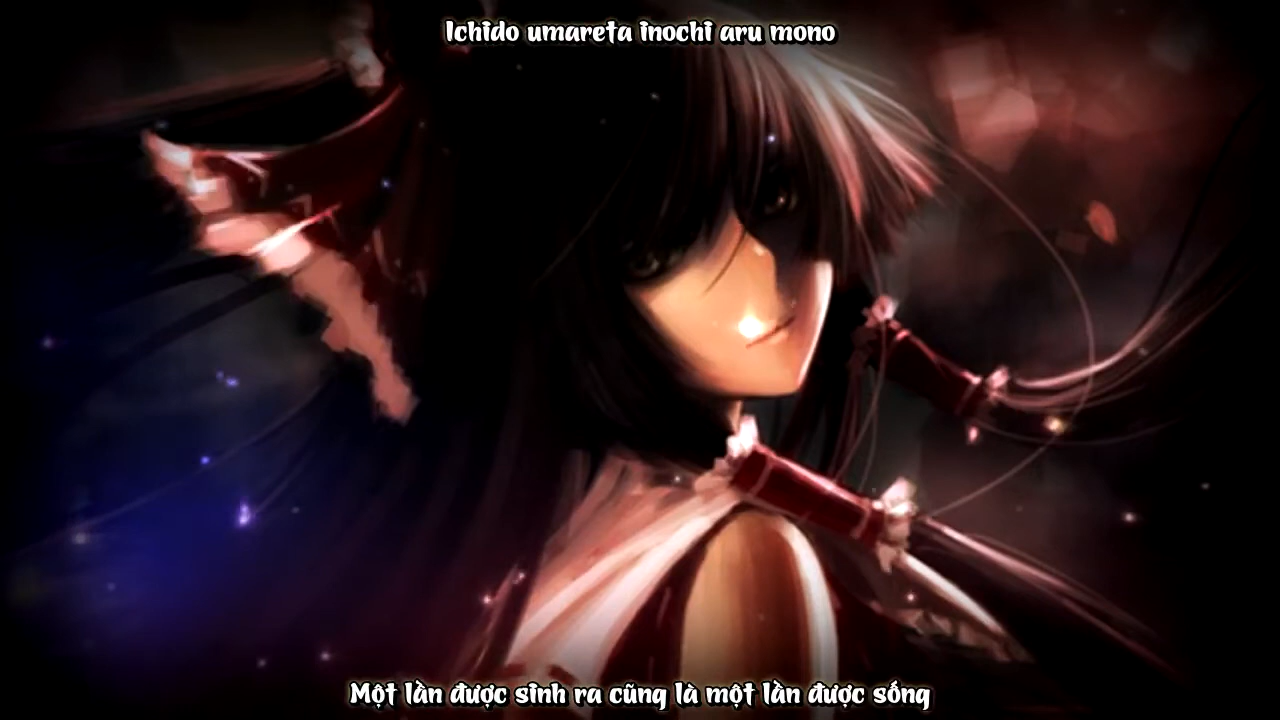 Ichido umareta inochi aru mono
Một lần được sinh ra cũng là một lần được sống